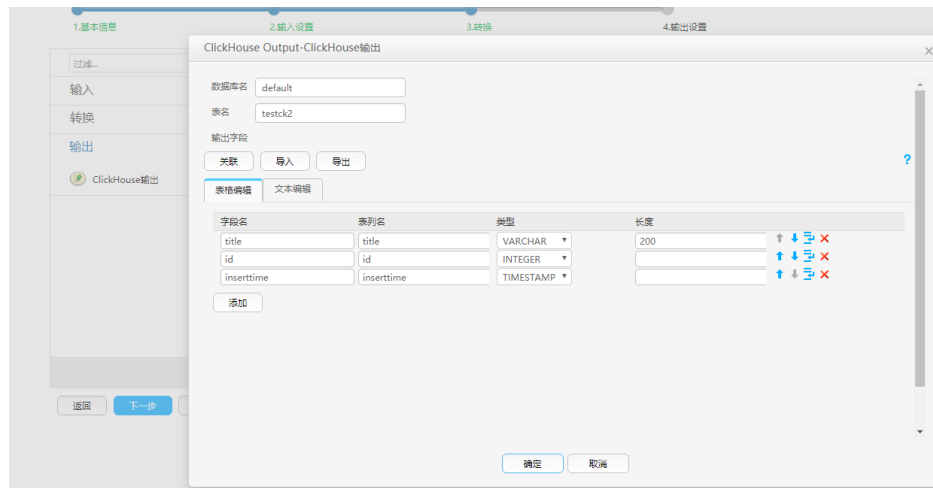 1.基本信息 2.输入设置 3.转换 4.输出设置
ClickHouse Output-ClickHouse输出 ×
过滤...
输入
转换
输出
ClickHouse输出
数据库名 default
表名 testck2
输出字段
关联 导入 导出 ?
表格编辑 文本编辑
字段名 表列名 类型 长度
title title VARCHAR 200
id id INTEGER
inserttime inserttime TIMESTAMP
添加
返回 下一步
确定 取消